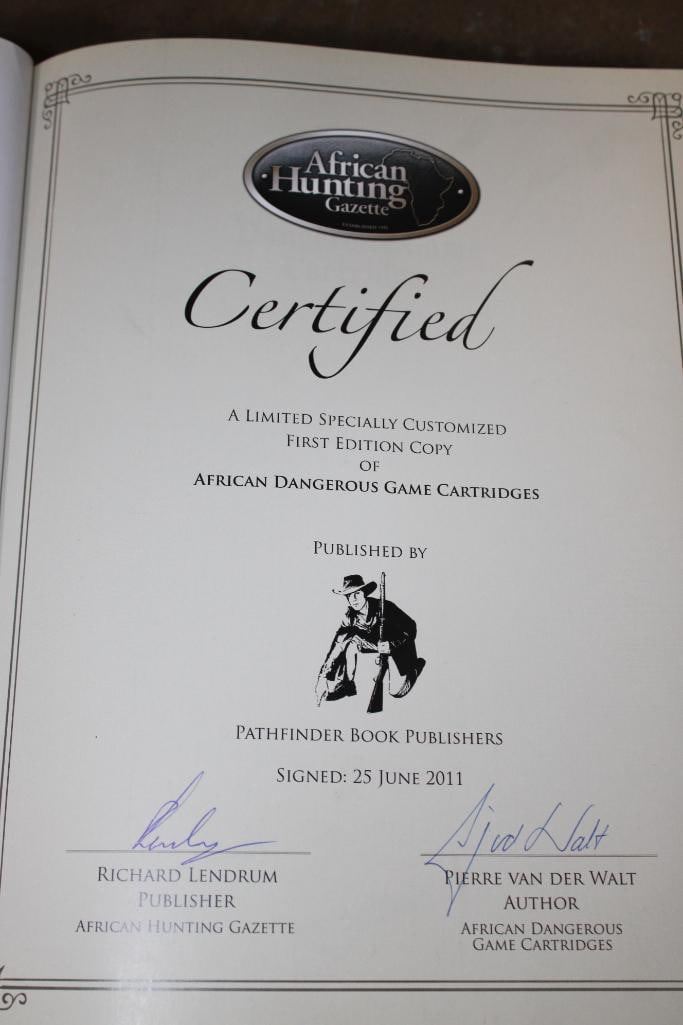 African
Hunting
Gazette
Certified
A Limited Specially Customized
First Edition Copy
of
African Dangerous Game Cartridges
Published by
Pathfinder Book Publishers
Signed: 25 June 2011
Richard Lendrum
Pierre van der Walt
Publisher
Author
African Hunting Gazette
African Dangerous
Game Cartridges